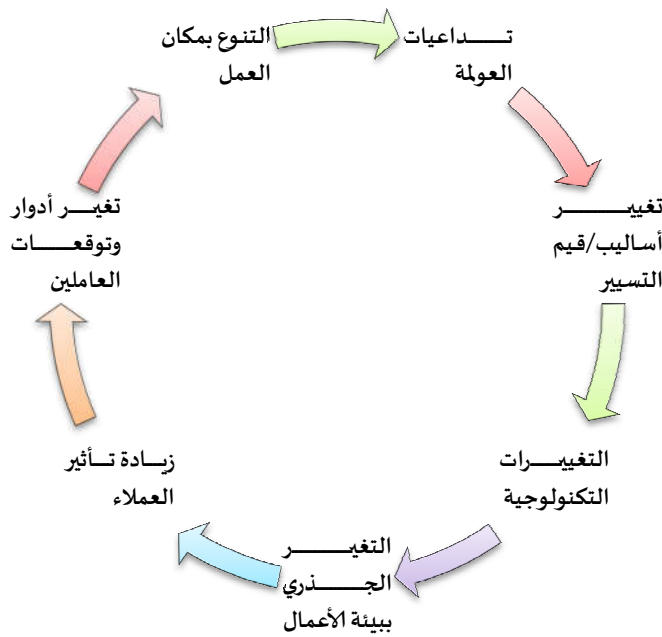 تداعيات
العولمة
تغيير
أساليب/قيم
التسيير
التغييرات
التكنولوجية
التغير
الجذري
ببيئة الأعمال
زيادة تأثير
العملاء
تغير أدوار
وتوقعات
العاملين
التنوع بمكان
العمل